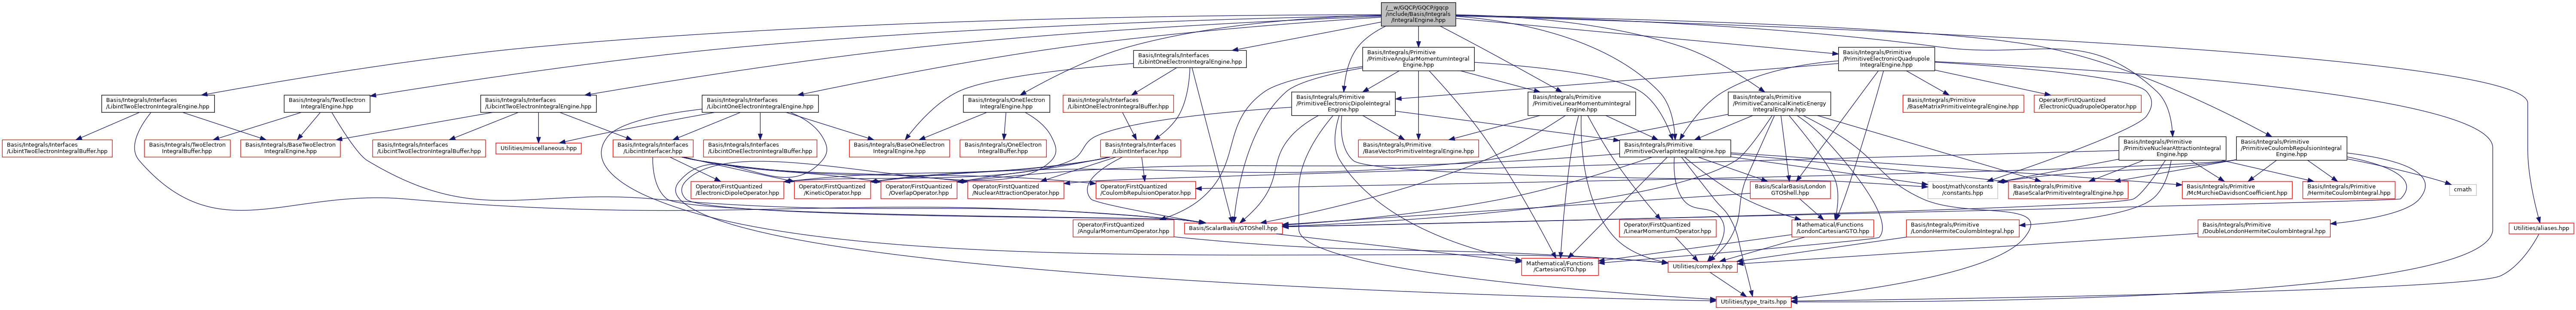 /__w/GQCP/GQCP/gqcp
/include/Basis/Integrals
/IntegralEngine.hpp
Basis/Integrals/Interfaces
/LibintOneElectronIntegralEngine.hpp
Basis/Integrals/Primitive
/PrimitiveAngularMomentumIntegral
Engine.hpp
Basis/Integrals/Primitive
/PrimitiveElectronicQuadrupole
IntegralEngine.hpp
Basis/Integrals/Interfaces
/LibintTwoElectronIntegralEngine.hpp
Basis/Integrals/TwoElectron
IntegralEngine.hpp
Basis/Integrals/Interfaces
/LibcintTwoElectronIntegralEngine.hpp
Basis/Integrals/Interfaces
/LibcintOneElectronIntegralEngine.hpp
Basis/Integrals/OneElectron
IntegralEngine.hpp
Basis/Integrals/Interfaces
/LibintOneElectronIntegralBuffer.hpp
Basis/Integrals/Primitive
/PrimitiveElectronicDipoleIntegral
Engine.hpp
Basis/Integrals/Primitive
/PrimitiveLinearMomentumIntegral
Engine.hpp
Basis/Integrals/Primitive
/PrimitiveCanonicalKineticEnergy
IntegralEngine.hpp
Basis/Integrals/Primitive
/BaseMatrixPrimitiveIntegralEngine.hpp
Operator/FirstQuantized
/ElectronicQuadrupoleOperator.hpp
Basis/Integrals/Interfaces
/LibintTwoElectronIntegralBuffer.hpp
Basis/Integrals/TwoElectron
IntegralBuffer.hpp
Basis/Integrals/BaseTwoElectron
IntegralEngine.hpp
Basis/Integrals/Interfaces
/LibcintTwoElectronIntegralBuffer.hpp
Utilities/miscellaneous.hpp
Basis/Integrals/Interfaces
/LibcintInterfacer.hpp
Basis/Integrals/Interfaces
/LibcintOneElectronIntegralBuffer.hpp
Basis/Integrals/BaseOneElectron
IntegralEngine.hpp
Basis/Integrals/OneElectron
IntegralBuffer.hpp
Basis/Integrals/Interfaces
/LibintInterfacer.hpp
Basis/Integrals/Primitive
/BaseVectorPrimitiveIntegralEngine.hpp
Basis/Integrals/Primitive
/PrimitiveOverlapIntegralEngine.hpp
Basis/Integrals/Primitive
/PrimitiveNuclearAttractionIntegral
Engine.hpp
Basis/Integrals/Primitive
/PrimitiveCoulombRepulsionIntegral
Engine.hpp
Operator/FirstQuantized
/ElectronicDipoleOperator.hpp
Operator/FirstQuantized
/KineticOperator.hpp
Operator/FirstQuantized
/OverlapOperator.hpp
Operator/FirstQuantized
/NuclearAttractionOperator.hpp
Operator/FirstQuantized
/CoulombRepulsionOperator.hpp
Basis/ScalarBasis/London
GTOShell.hpp
boost/math/constants
/constants.hpp
Basis/Integrals/Primitive
/BaseScalarPrimitiveIntegralEngine.hpp
Basis/Integrals/Primitive
/McMurchieDavidsonCoefficient.hpp
Basis/Integrals/Primitive
/HermiteCoulombIntegral.hpp
cmath
Operator/FirstQuantized
/AngularMomentumOperator.hpp
Basis/ScalarBasis/GTOShell.hpp
Operator/FirstQuantized
/LinearMomentumOperator.hpp
Mathematical/Functions
/LondonCartesianGTO.hpp
Basis/Integrals/Primitive
/LondonHermiteCoulombIntegral.hpp
Basis/Integrals/Primitive
/DoubleLondonHermiteCoulombIntegral.hpp
Utilities/aliases.hpp
Mathematical/Functions
/CartesianGTO.hpp
Utilities/complex.hpp
Utilities/type_traits.hpp